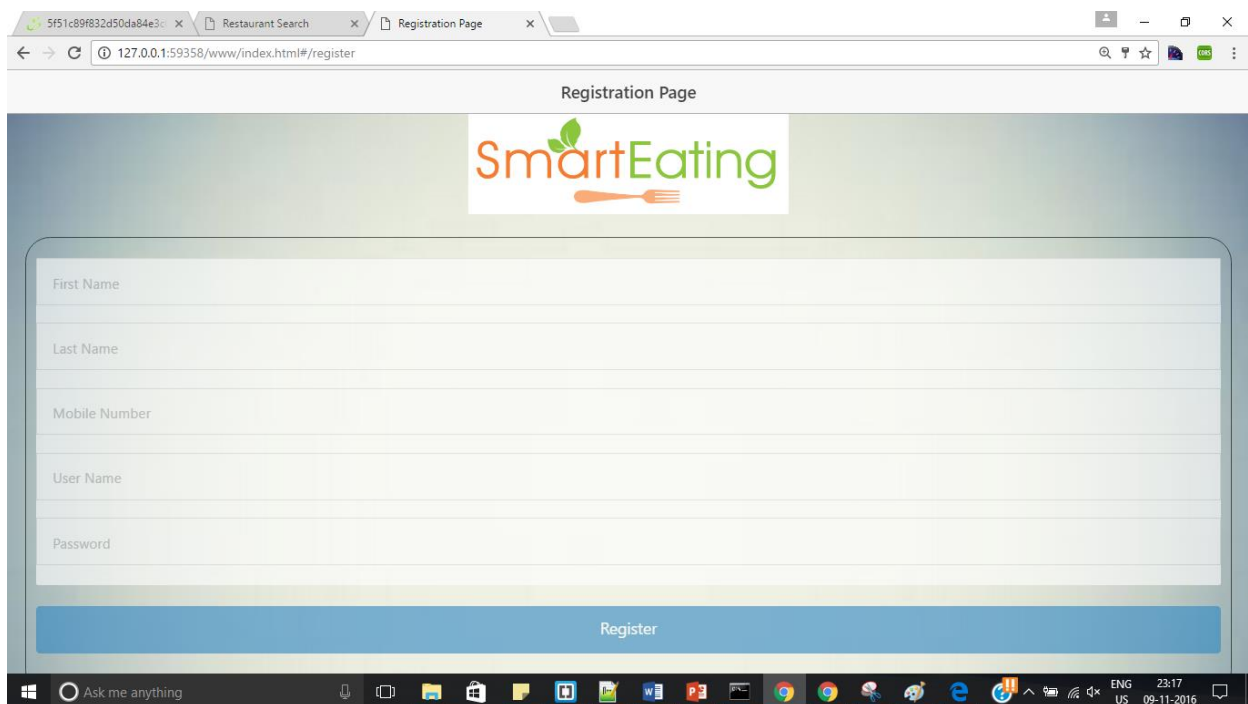 5f51c89f832d50da84e3c
Restaurant Search
Registration Page
127.0.0.1:59358/www/index.html#/register
CORS
Registration Page
SmartEating
First Name
Last Name
Mobile Number
User Name
Password
Register
Ask me anything
ENG
US
23:17
09-11-2016